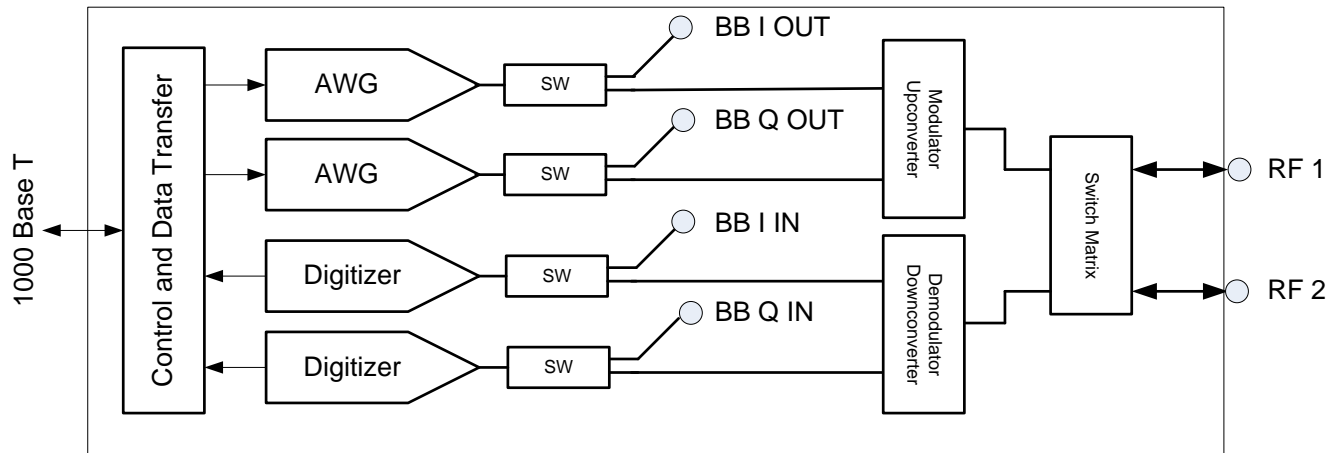 1000 Base T
Control and Data Transfer
AWG
SW
BB I OUT
AWG
SW
BB Q OUT
Digitizer
SW
BB I IN
Digitizer
SW
BB Q IN
Modulator
Upconverter
Demodulator
Downconverter
Switch Matrix
RF 1
RF 2